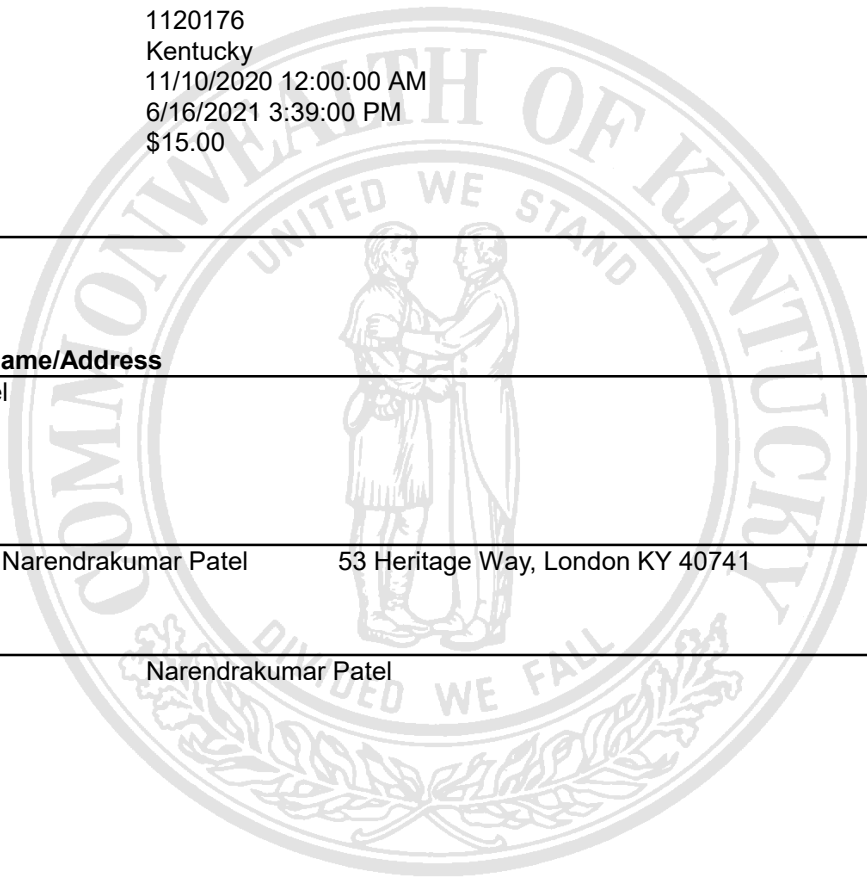 1120176
Kentucky
11/10/2020 12:00:00 AM
6/16/2021 3:39:00 PM
$15.00
COMMONWEALTH OF KENTUCKY
UNITED WE STAND
ame/Address
el
Narendrakumar Patel 53 Heritage Way, London KY 40741
Narendrakumar Patel
DIVIDED WE FALL